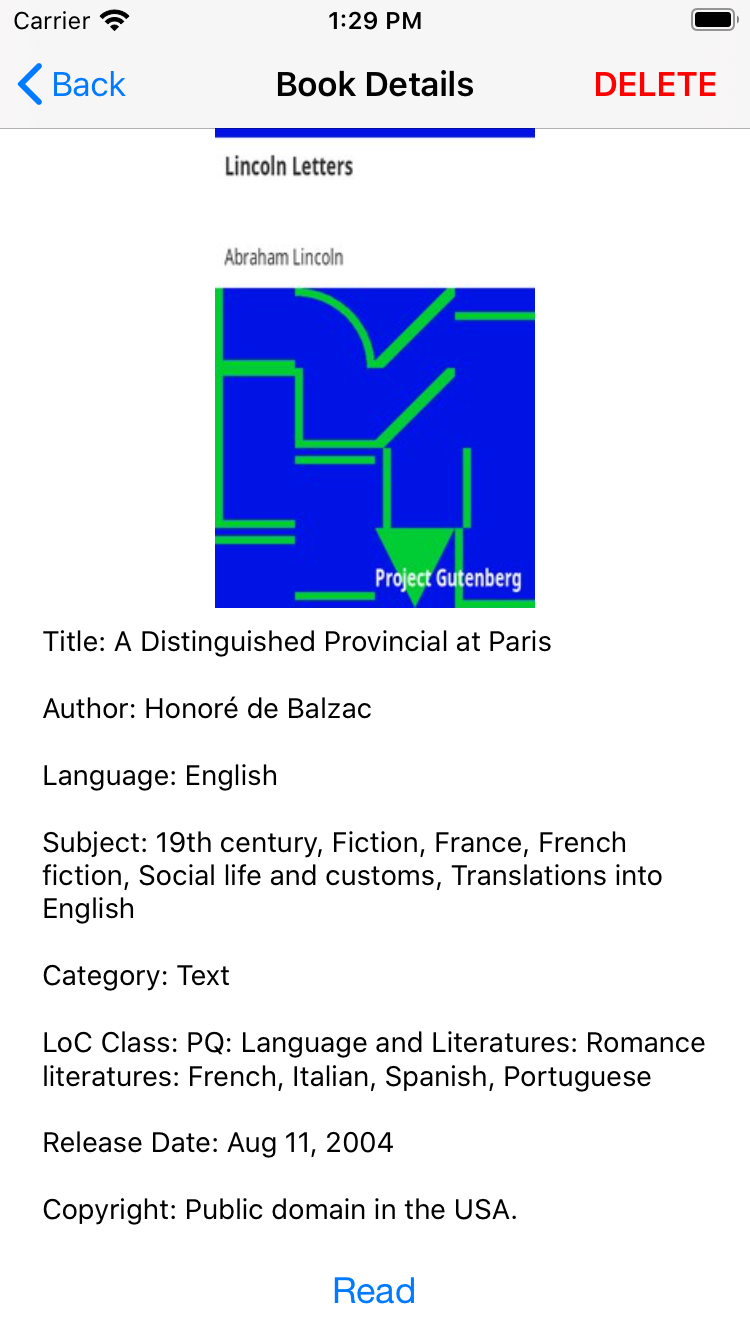 Carrier 1:29 PM
Back Book Details DELETE
Lincoln Letters
Abraham Lincoln
Project Gutenberg
Title: A Distinguished Provincial at Paris
Author: Honoré de Balzac
Language: English
Subject: 19th century, Fiction, France, French
fiction, Social life and customs, Translations into
English
Category: Text
LoC Class: PQ: Language and Literatures: Romance
literatures: French, Italian, Spanish, Portuguese
Release Date: Aug 11, 2004
Copyright: Public domain in the USA.
Read